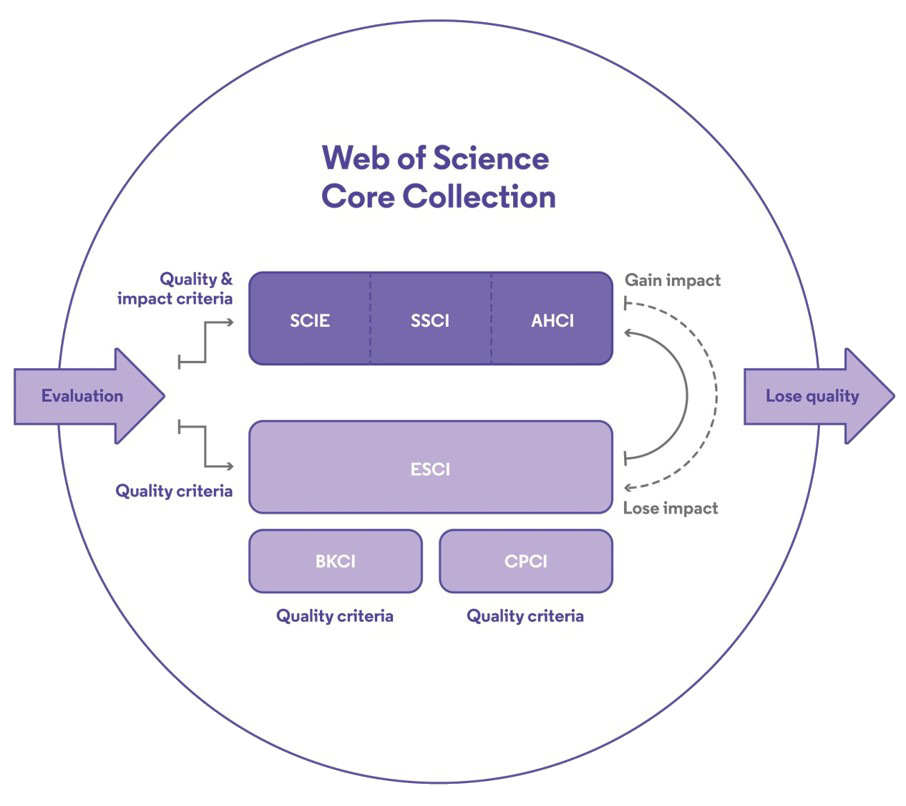 Web of Science
Core Collection
Quality &
impact criteria
SCIE
SSCI
AHCI
Gain impact
Evaluation
Lose quality
ESCI
Quality criteria
Lose impact
BKCI
CPCI
Quality criteria
Quality criteria